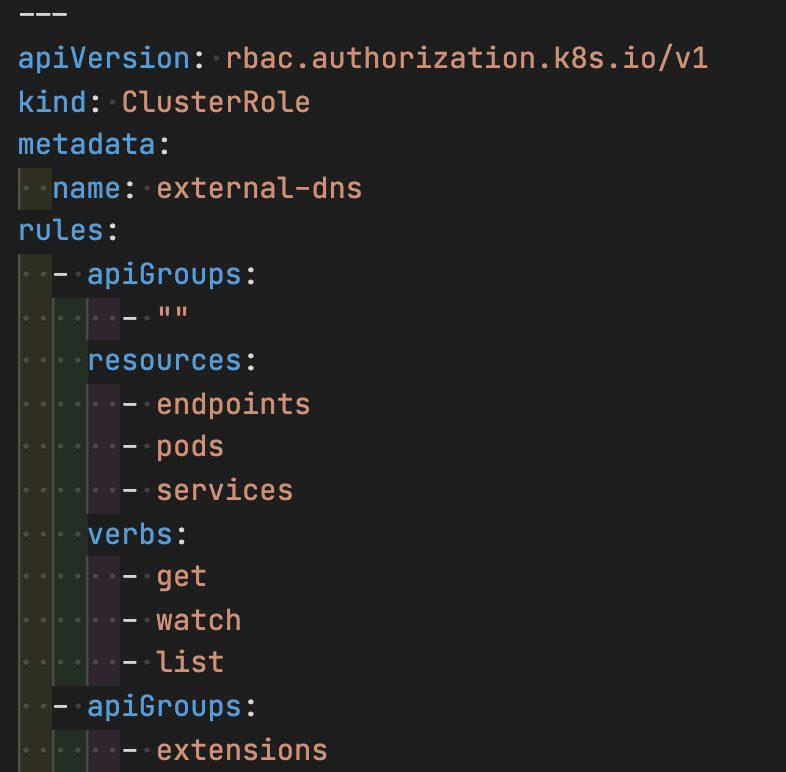 ---
apiVersion: rbac.authorization.k8s.io/v1
kind: ClusterRole
metadata:
  name: external-dns
rules:
  - apiGroups:
      - ""
    resources:
      - endpoints
      - pods
      - services
    verbs:
      - get
      - watch
      - list
  - apiGroups:
      - extensions